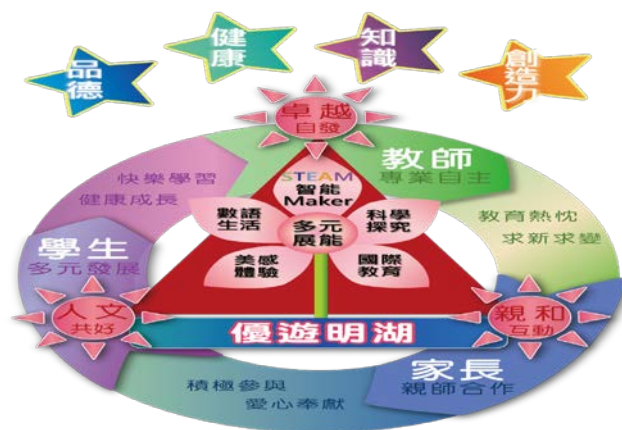 品德
健康
知識
創造力
卓越
自發
教師
專業自主
教育熱忱
求新求變
快樂學習
健康成長
學生
多元發展
STEAM
智能
Maker
數語
生活
科學
探究
多元
展能
美感
體驗
國際
教育
人文
共好
親和
互動
優遊明湖
家長
親師合作
積極參與
愛心奉獻